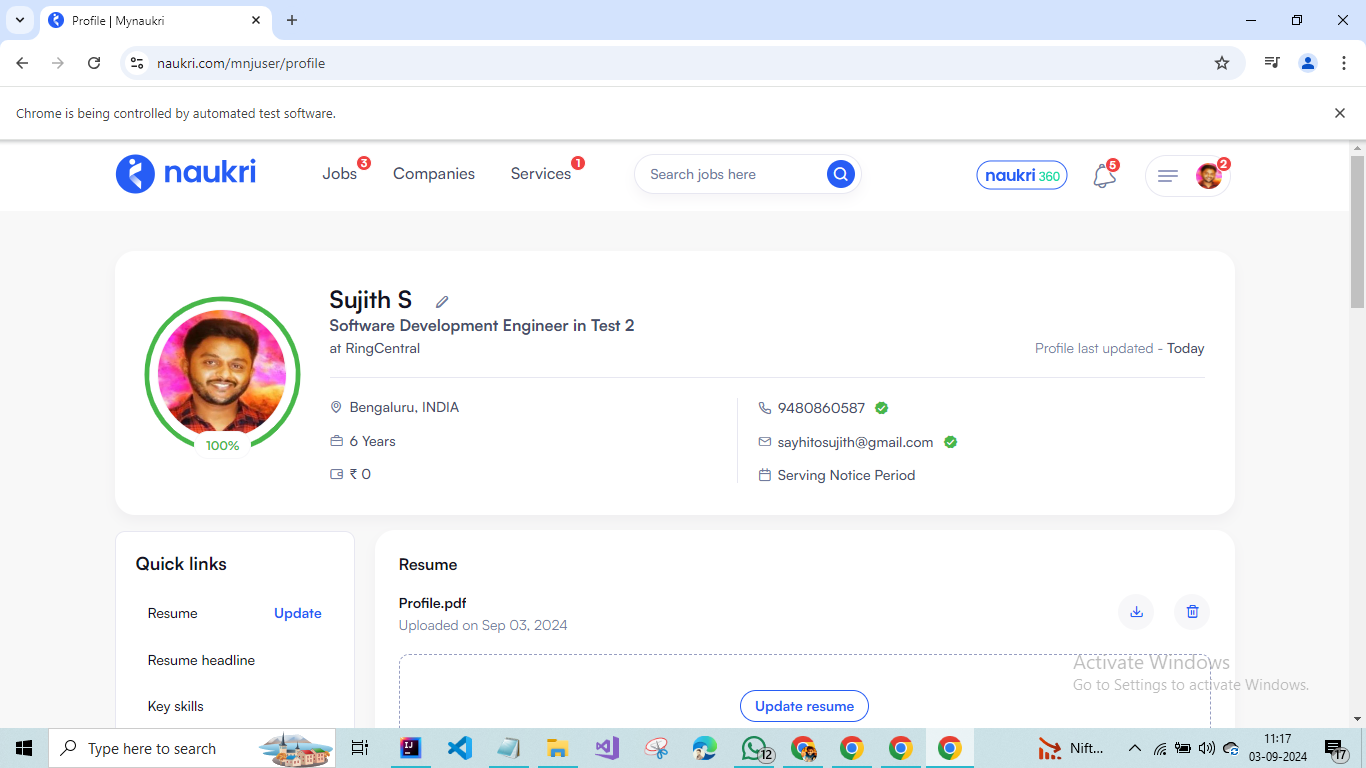 Profile | Mynaukri
naukri.com/mnjuser/profile
Chrome is being controlled by automated test software.
naukri
Jobs 3
Companies
Services 1
Search jobs here
naukri 360
5
2
Sujith S
Software Development Engineer in Test 2
at RingCentral
Profile last updated - Today
100%
Bengaluru, INDIA
6 Years
₹ 0
9480860587
sayhitosujith@gmail.com
Serving Notice Period
Quick links
Resume Update
Resume headline
Key skills
Resume
Profile.pdf
Uploaded on Sep 03, 2024
Update resume
Activate Windows
Go to Settings to activate Windows.
Type here to search
12
Nift...
11:17
03-09-2024
17